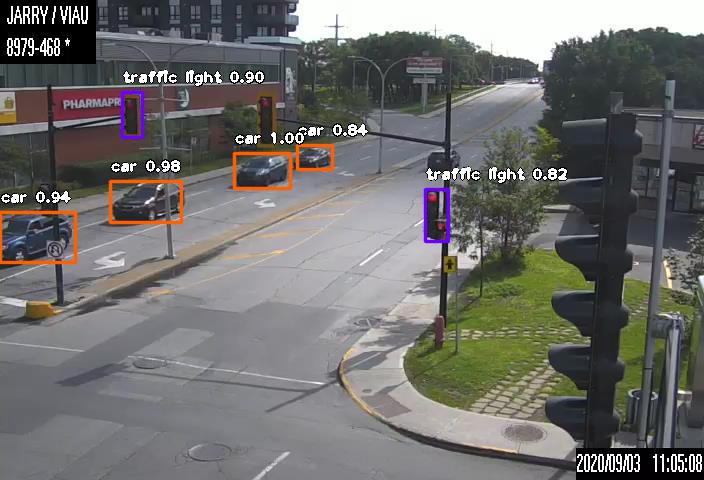 JARRY / VIAU
8979-468 *
traffic light 0.90
PHARMAPR
car 1.00
car 0.84
car 0.98
traffic light 0.82
car 0.94
2020/09/03 11:05:08